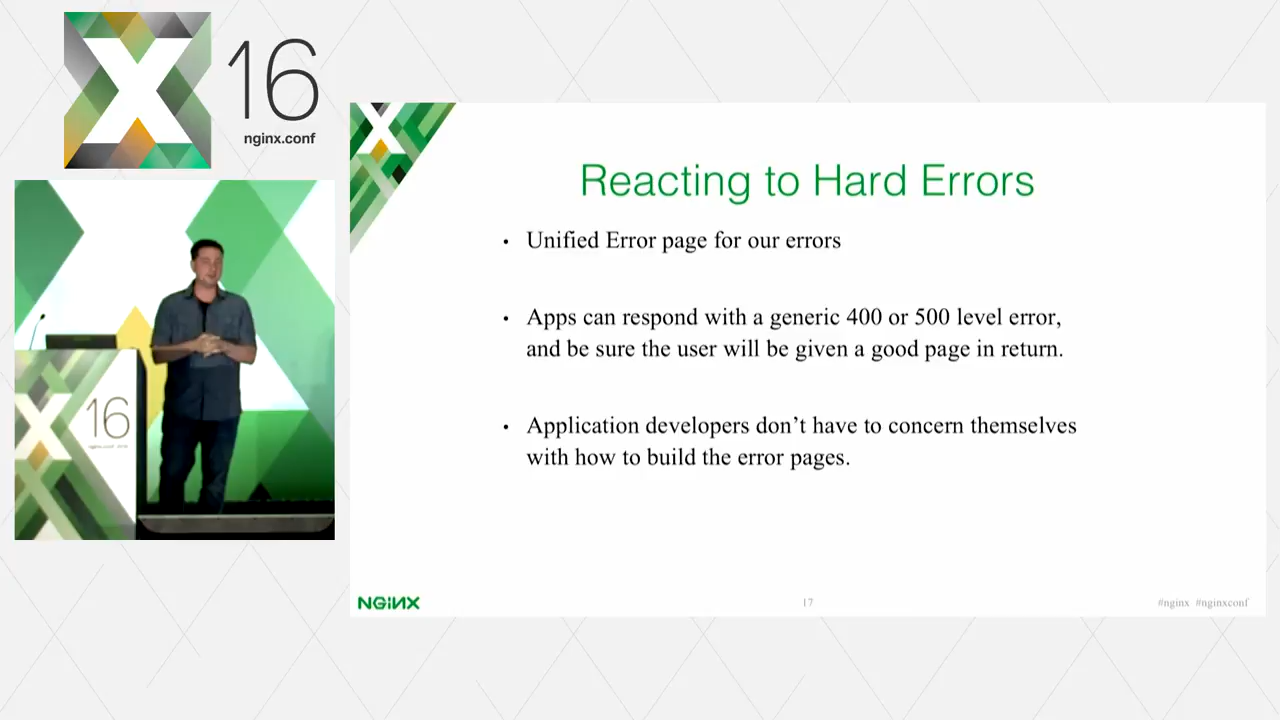 16
nginx.conf
Reacting to Hard Errors
• Unified Error page for our errors
• Apps can respond with a generic 400 or 500 level error,
and be sure the user will be given a good page in return.
• Application developers don’t have to concern themselves
with how to build the error pages.
16
NGINX
17
#nginx #nginxconf